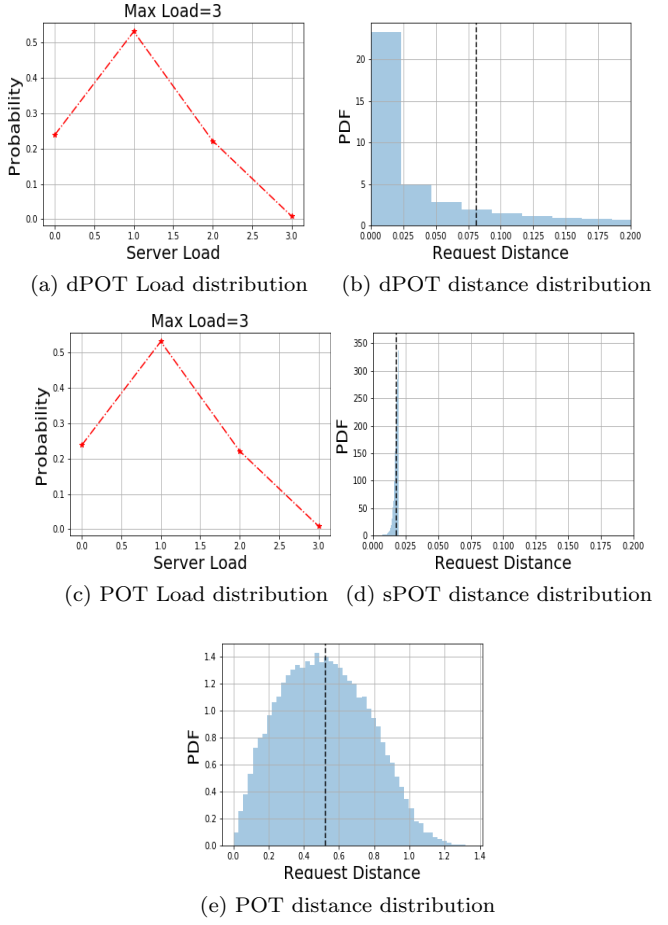 Max Load=3
0.5
0.4
0.3
0.2
0.1
0.0
Probability
0.0 0.5 1.0 1.5 2.0 2.5 3.0
Server Load
20
15
10
5
0
PDF
0.000 0.025 0.050 0.075 0.100 0.125 0.150 0.175 0.200
Request Distance
(a) dPOT Load distribution
(b) dPOT distance distribution
Max Load=3
0.5
0.4
0.3
0.2
0.1
0.0
Probability
0.0 0.5 1.0 1.5 2.0 2.5 3.0
Server Load
350
300
250
200
150
100
50
0
PDF
0.000 0.025 0.050 0.075 0.100 0.125 0.150 0.175 0.200
Request Distance
(c) POT Load distribution
(d) sPOT distance distribution
1.4
1.2
1.0
0.8
0.6
0.4
0.2
0.0
PDF
0.0 0.2 0.4 0.6 0.8 1.0 1.2 1.4
Request Distance
(e) POT distance distribution